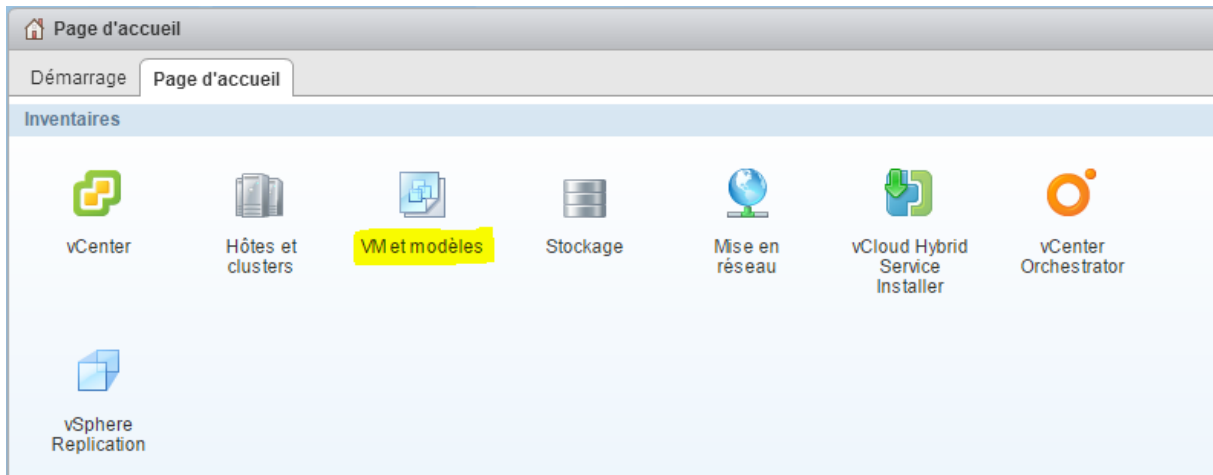 Page d'accueil
Démarrage
Page d'accueil
Inventaires
vCenter
Hôtes et
clusters
VM et modèles
Stockage
Mise en
réseau
vCloud Hybrid
Service
Installer
vCenter
Orchestrator
vSphere
Replication